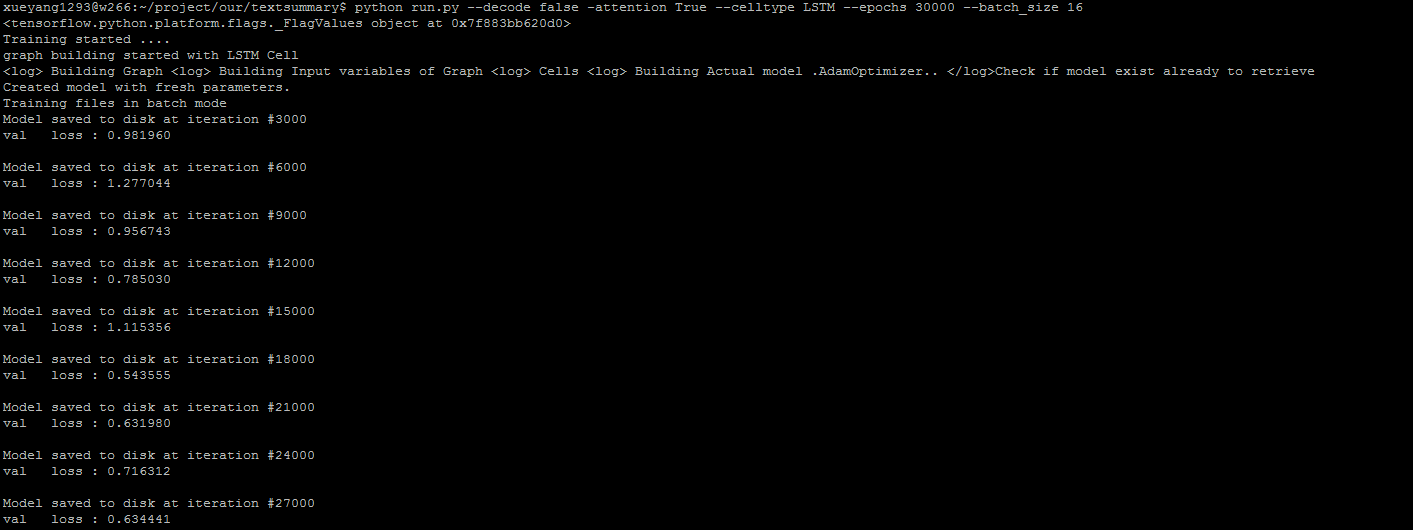 xueyang1293@w266:~/project/our/textsummary$ python run.py --decode false -attention True --celltype LSTM --epochs 30000 --batch_size 16
<tensorflow.python.platform.flags._FlagValues object at 0x7f883bb620d0>
Training started ....
graph building started with LSTM Cell
<log> Building Graph <log> Building Input variables of Graph <log> Cells <log> Building Actual model .AdamOptimizer.. </log>Check if model exist already to retrieve
Created model with fresh parameters.
Training files in batch mode
Model saved to disk at iteration #3000
val   loss : 0.981960
Model saved to disk at iteration #6000
val   loss : 1.277044
Model saved to disk at iteration #9000
val   loss : 0.956743
Model saved to disk at iteration #12000
val   loss : 0.785030
Model saved to disk at iteration #15000
val   loss : 1.115356
Model saved to disk at iteration #18000
val   loss : 0.543555
Model saved to disk at iteration #21000
val   loss : 0.631980
Model saved to disk at iteration #24000
val   loss : 0.716312
Model saved to disk at iteration #27000
val   loss : 0.634441